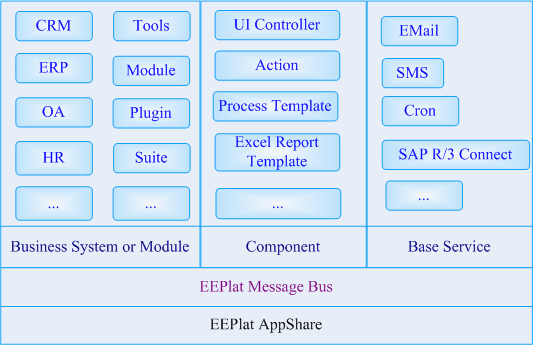 CRM
Tools
ERP
Module
OA
Plugin
HR
Suite
...
...
Business System or Module
UI Controller
Action
Process Template
Excel Report
Template
...
Component
EMail
SMS
Cron
SAP R/3 Connect
...
Base Service
EEPlat Message Bus
EEPlat AppShare